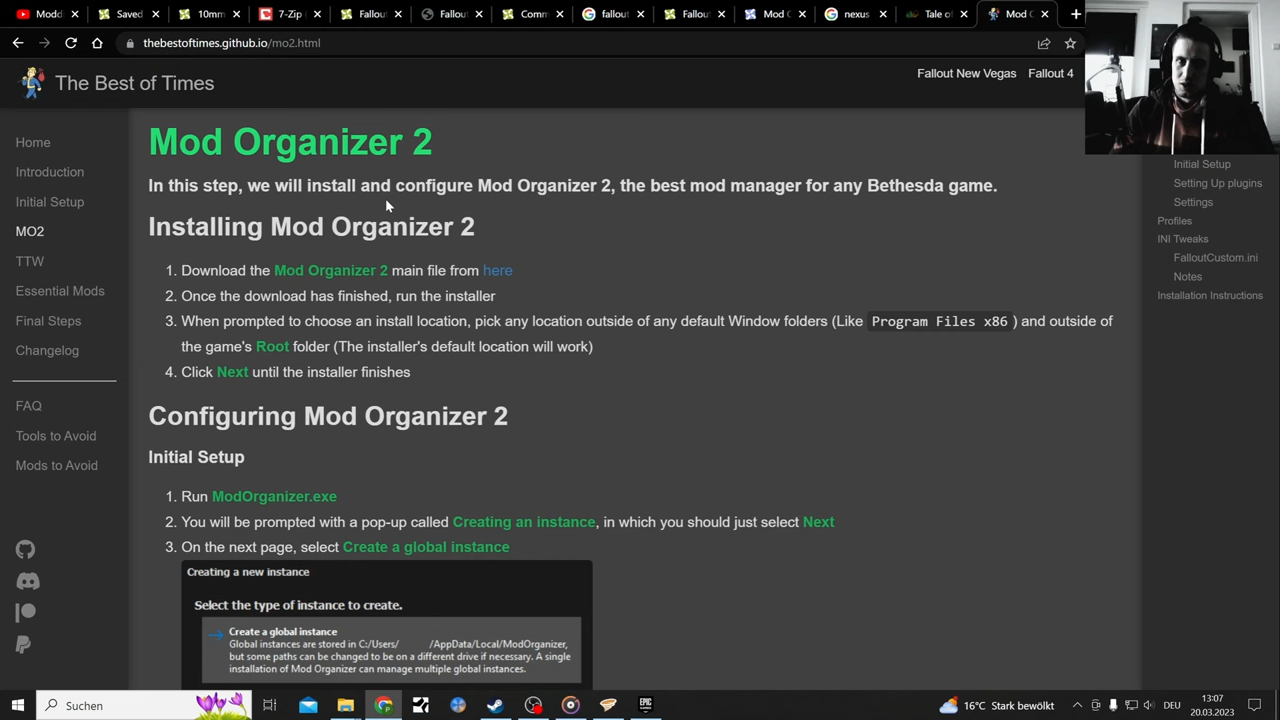 Moddi
Saved
10mm
7-Zip (
Fallou
Fallou
Comm
fallout
Fallou
Mod O
nexus
Tale of
Mod O
thebestoftimes.github.io/mo2.html
The Best of Times
Fallout New Vegas
Fallout 4
Home
Introduction
Initial Setup
MO2
TTW
Essential Mods
Final Steps
Changelog
FAQ
Tools to Avoid
Mods to Avoid
Mod Organizer 2
In this step, we will install and configure Mod Organizer 2, the best mod manager for any Bethesda game.
Installing Mod Organizer 2
1. Download the Mod Organizer 2 main file from here
2. Once the download has finished, run the installer
3. When prompted to choose an install location, pick any location outside of any default Window folders (Like Program Files x86 ) and outside of
the game's Root folder (The installer's default location will work)
4. Click Next until the installer finishes
Configuring Mod Organizer 2
Initial Setup
1. Run ModOrganizer.exe
2. You will be prompted with a pop-up called Creating an instance, in which you should just select Next
3. On the next page, select Create a global instance
Creating a new instance
Select the type of instance to create.
Create a global instance
Global instances are stored in C:/Users/ /AppData/Local/ModOrganizer,
but some paths can be changed to be on a different drive if necessary. A single
installation of Mod Organizer can manage multiple global instances.
Initial Setup
Setting Up plugins
Settings
Profiles
INI Tweaks
FalloutCustom.ini
Notes
Installation Instructions
Suchen
EPIC
16°C Stark bewölkt
DEU
13:07
20.03.2023